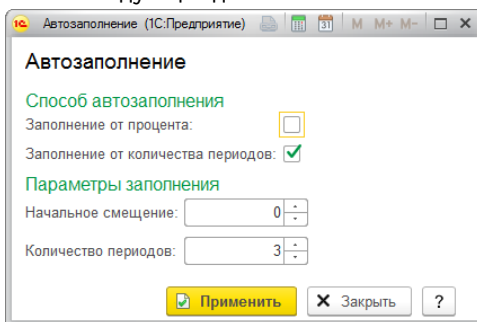 Автозаполнение (1С:Предприятие)
M M+ M-
Автозаполнение
Способ автозаполнения
Заполнение от процента:
Заполнение от количества периодов:
Параметры заполнения
Начальное смещение: 0
Количество периодов: 3
Применить Закрыть ?